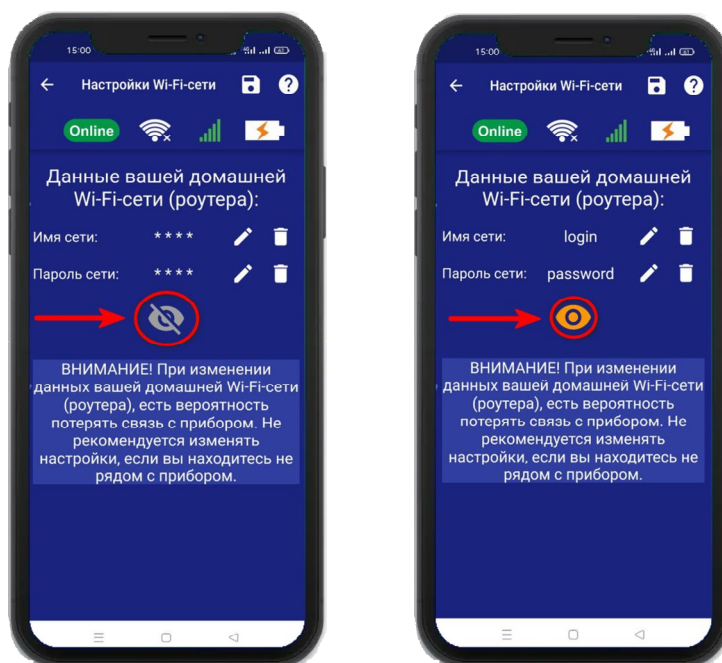 15:00
Настройки Wi-Fi-сети
Online
Данные вашей домашней
Wi-Fi-сети (роутера):
Имя сети: ****
Пароль сети: ****
ВНИМАНИЕ! При изменении
данных вашей домашней Wi-Fi-сети
(роутера), есть вероятность
потерять связь с прибором. Не
рекомендуется изменять
настройки, если вы находитесь не
рядом с прибором.
15:00
Настройки Wi-Fi-сети
Online
Данные вашей домашней
Wi-Fi-сети (роутера):
Имя сети: login
Пароль сети: password
ВНИМАНИЕ! При изменении
данных вашей домашней Wi-Fi-сети
(роутера), есть вероятность
потерять связь с прибором. Не
рекомендуется изменять
настройки, если вы находитесь не
рядом с прибором.